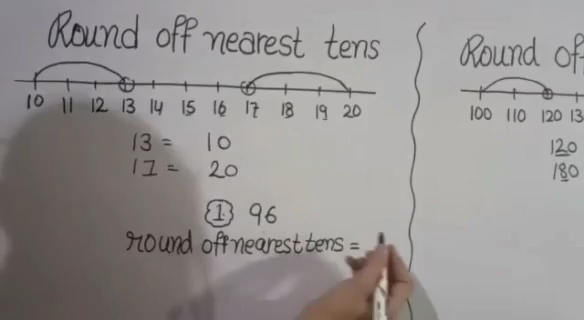 Round off nearest tens
10 11 12 13 14 15 16 17 18 19 20
13 = 10
17 = 20
① 96
round off nearest tens =
Round of
100 110 120 13
120
180